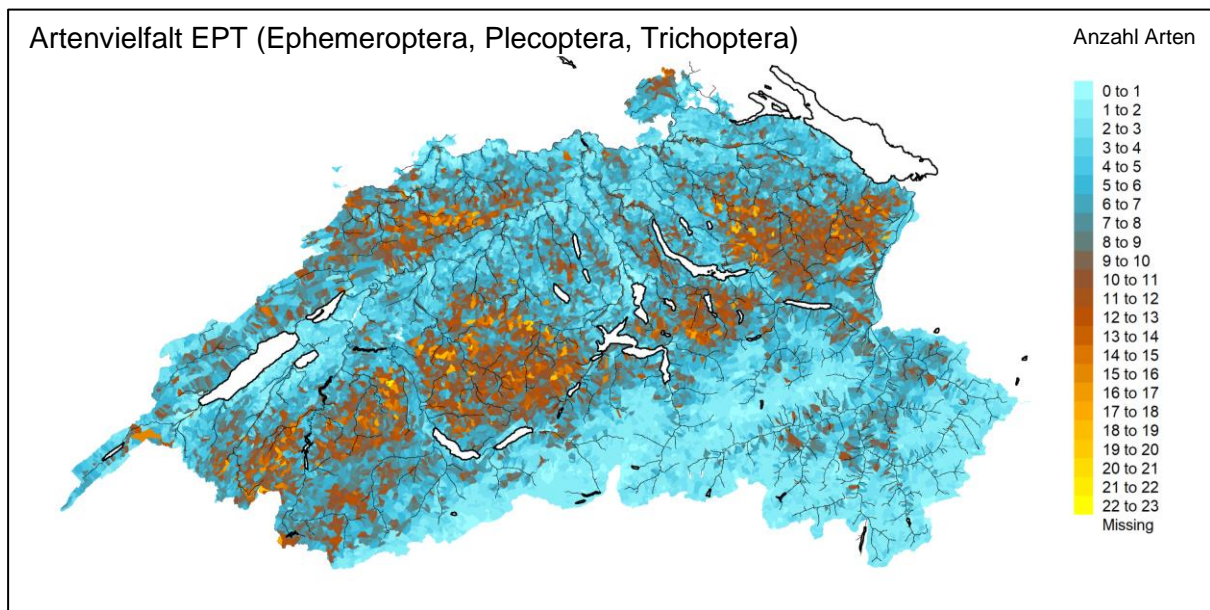 Artenvielfalt EPT (Ephemeroptera, Plecoptera, Trichoptera)
Anzahl Arten
0 to 1
1 to 2
2 to 3
3 to 4
4 to 5
5 to 6
6 to 7
7 to 8
8 to 9
9 to 10
10 to 11
11 to 12
12 to 13
13 to 14
14 to 15
15 to 16
16 to 17
17 to 18
18 to 19
19 to 20
20 to 21
21 to 22
22 to 23
Missing